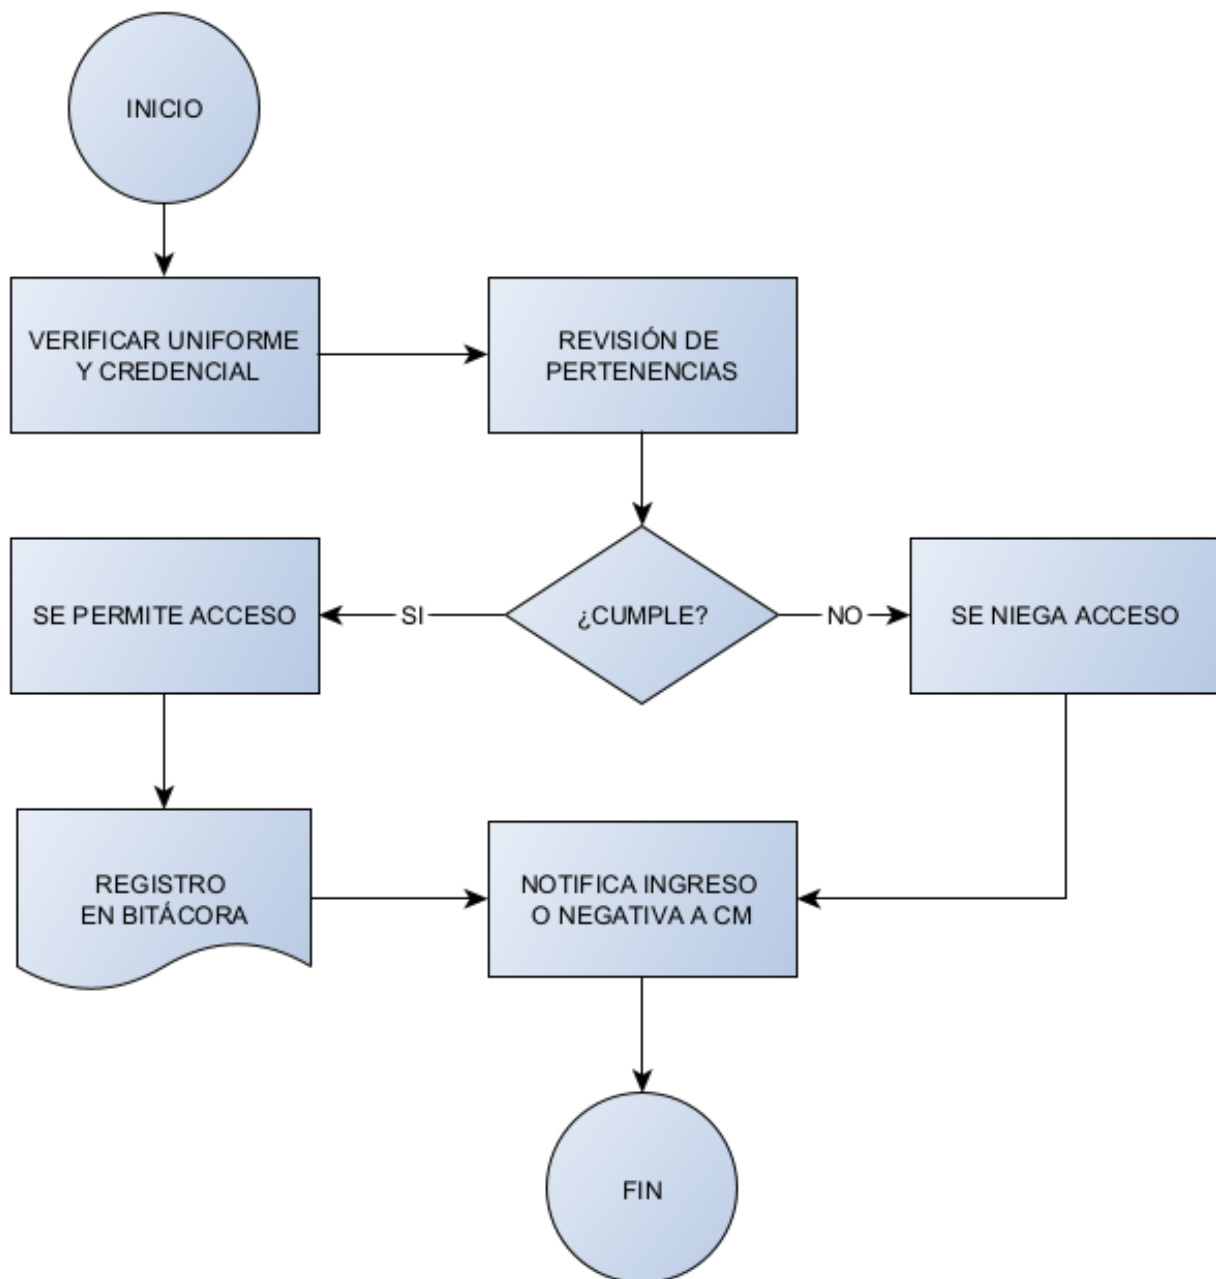 INICIO
VERIFICAR UNIFORME
Y CREDENCIAL
REVISIÓN DE
PERTENENCIAS
SE PERMITE ACCESO
SI
¿CUMPLE?
NO
SE NIEGA ACCESO
REGISTRO
EN BITÁCORA
NOTIFICA INGRESO
O NEGATIVA A CM
FIN